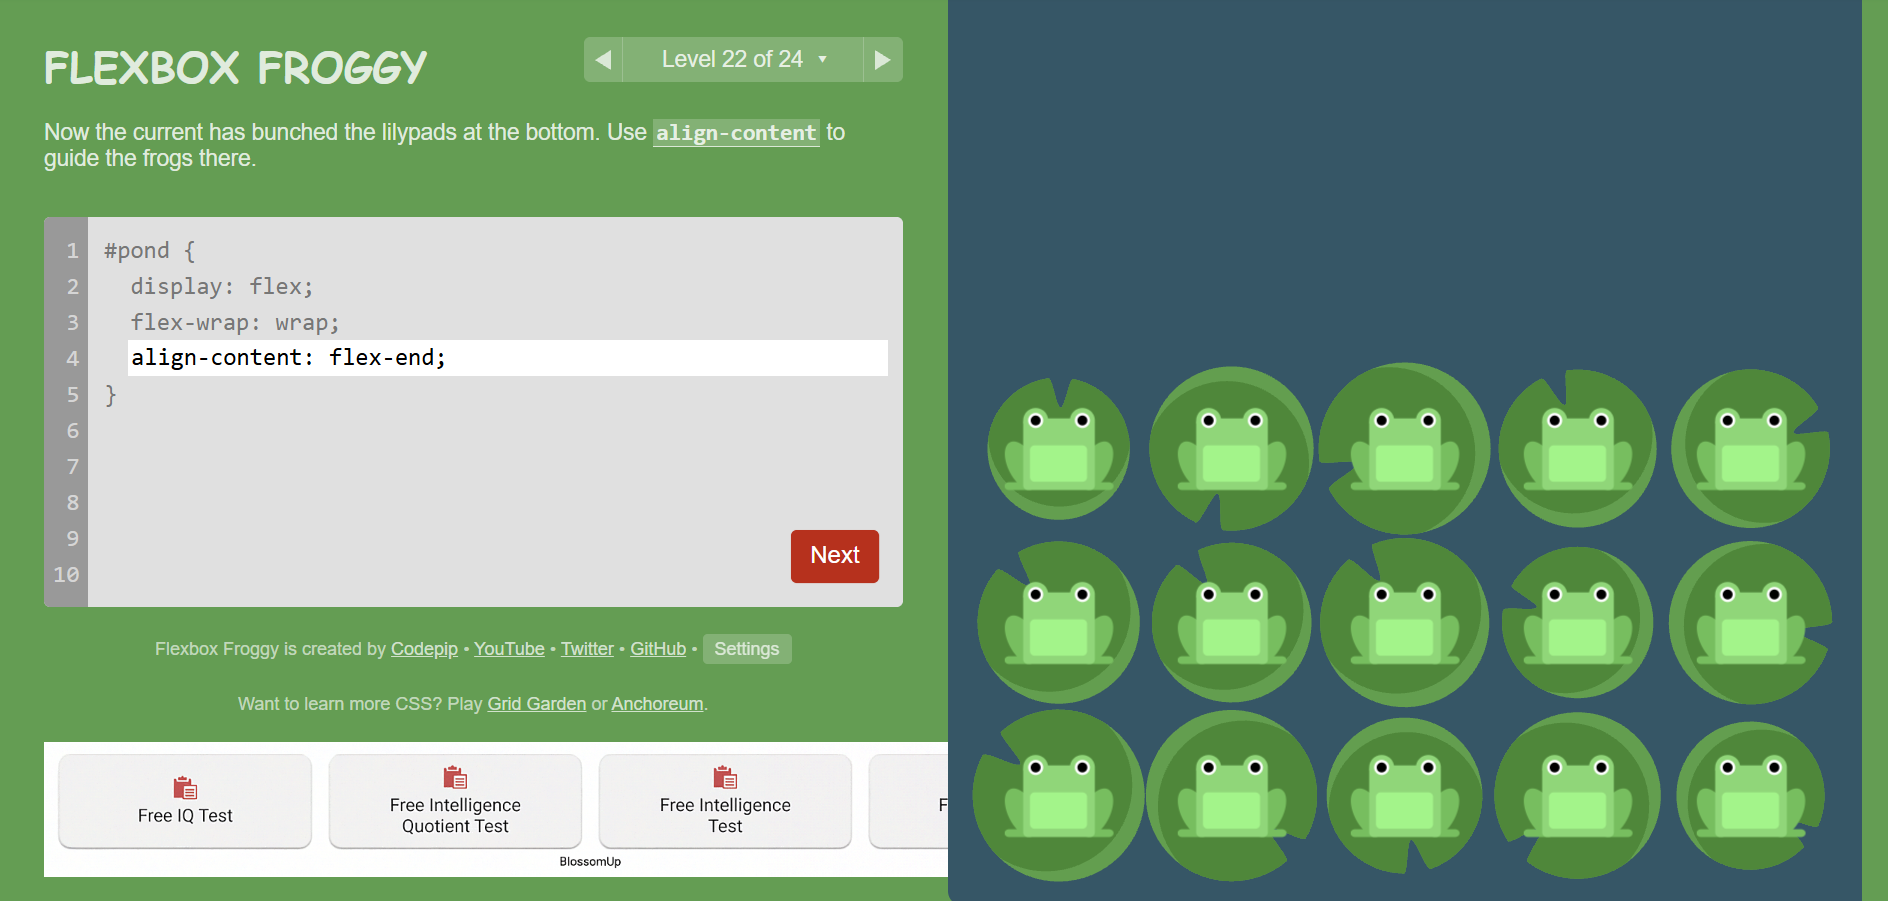 FLEXBOX FROGGY
◀ Level 22 of 24 ▼ ▶
Now the current has bunched the lilypads at the bottom. Use align-content to
guide the frogs there.
1 #pond {
2 display: flex;
3 flex-wrap: wrap;
4 align-content: flex-end;
5 }
6
7
8
9
10
Next
Flexbox Froggy is created by Codepip • YouTube • Twitter • GitHub • Settings
Want to learn more CSS? Play Grid Garden or Anchoreum.
Free IQ Test
Free Intelligence
Quotient Test
Free Intelligence
Test
F
BlossomUp